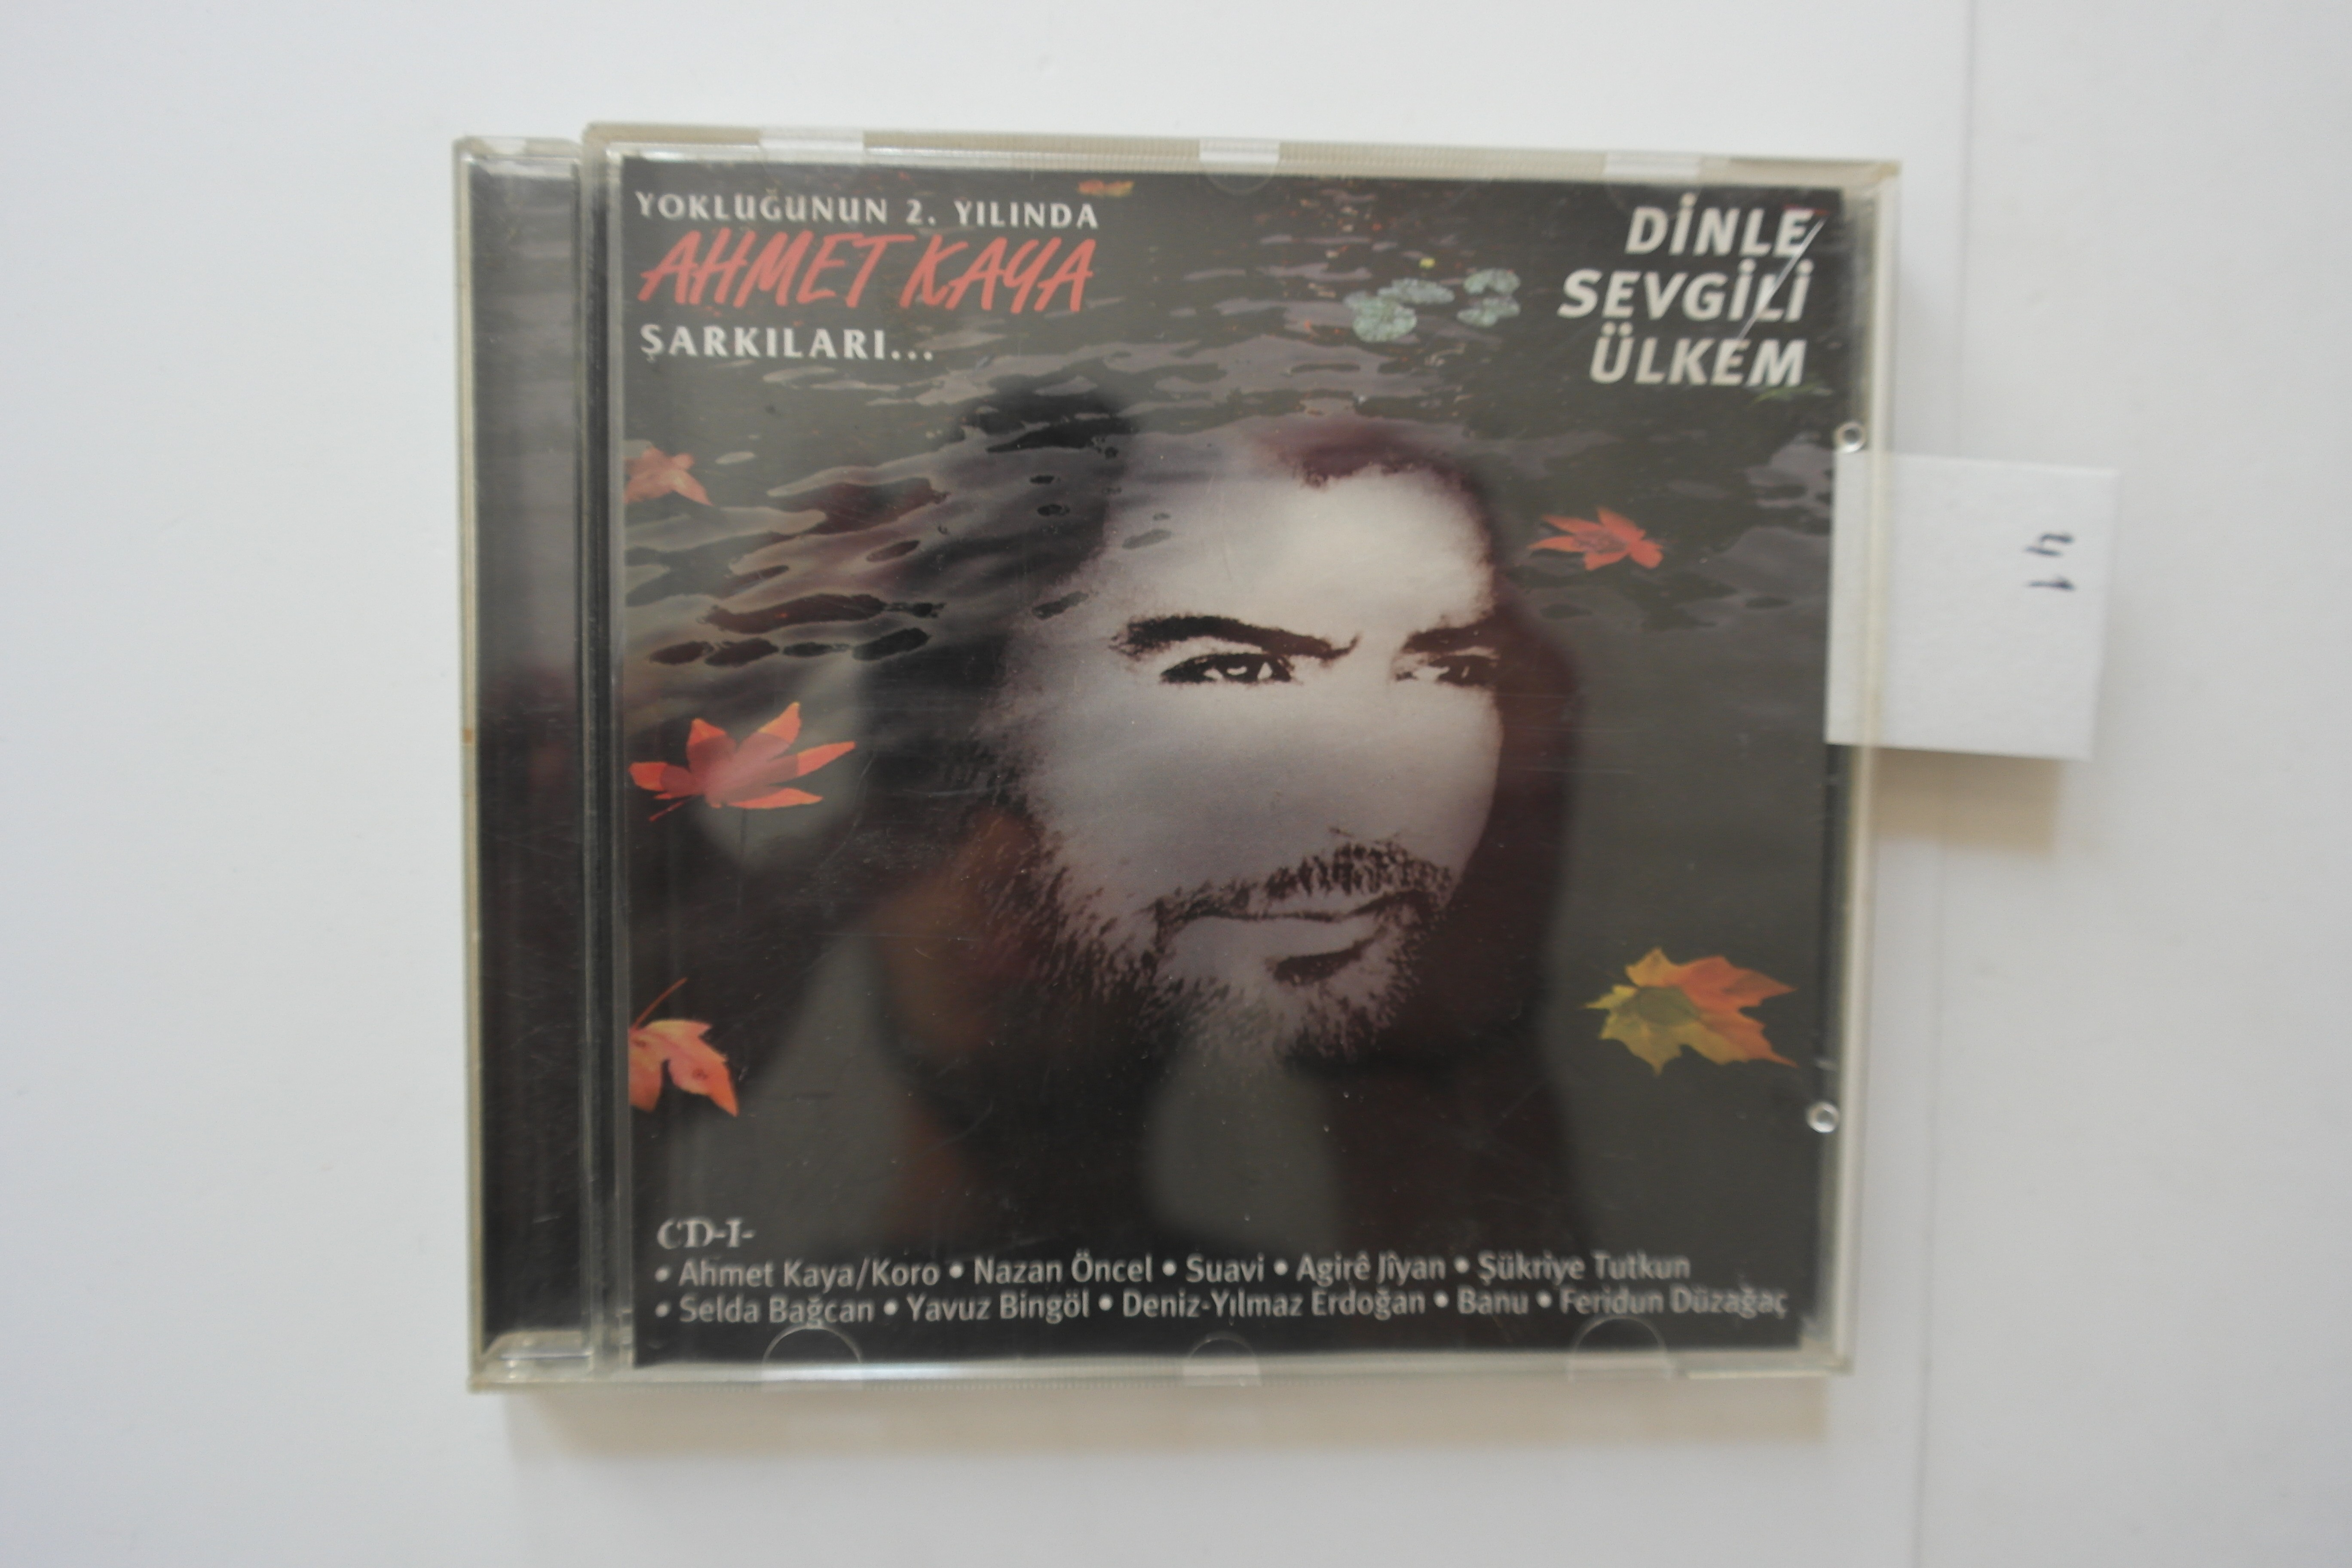 YOKLUĞUNUN 2. YILINDA
AHMET KAYA
ŞARKILARI...
DİNLE
SEVGİLİ
ÜLKEM
41
CD-I-
• Ahmet Kaya/Koro • Nazan Öncel • Suavi • Agirê Jîyan • Şükriye Tutkun
• Selda Bağcan • Yavuz Bingöl • Deniz-Yılmaz Erdoğan • Banu • Feridun Düzağaç